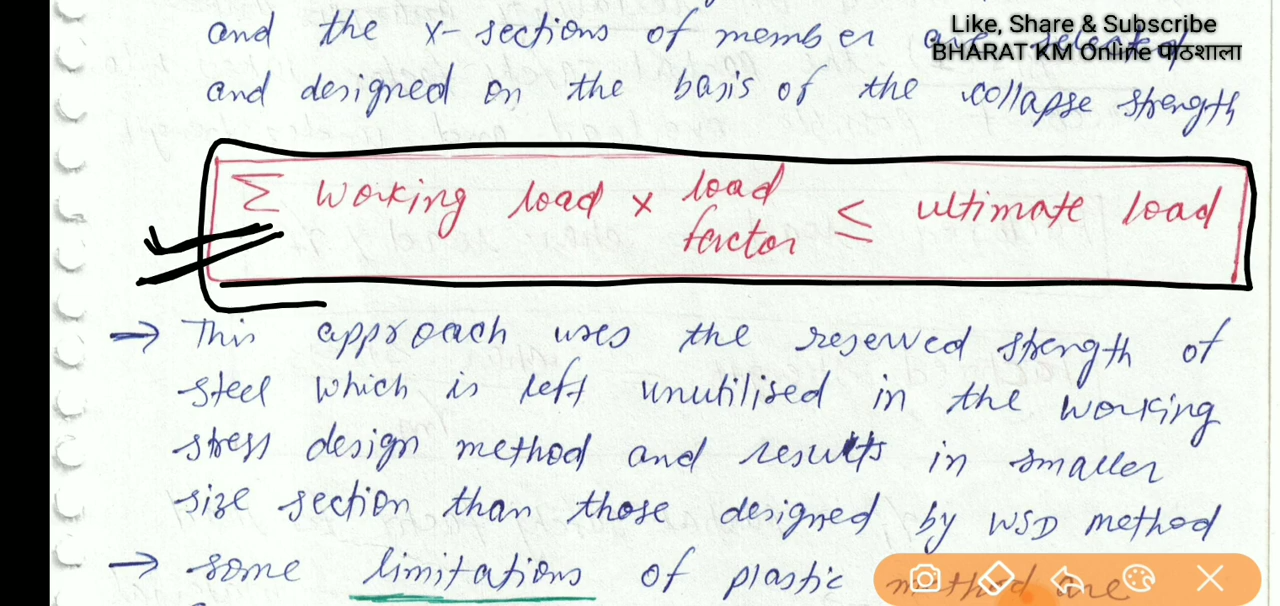 Like, Share & Subscribe
BHARAT KM Online पाठशाला
and the x-sections of member are selected
and designed on the basis of the collapse strength
Σ working load × load factor ≤ ultimate load
→ This approach uses the reserved strength of
steel which is left unutilised in the working
stress design method and results in smaller
size section than those designed by WSD method
→ some limitations of plastic method are